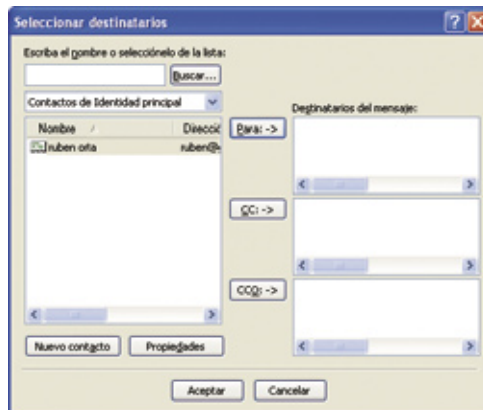 Seleccionar destinatarios
Escriba el nombre o selecciónelo de la lista:
Buscar...
Contactos de Identidad principal
Destinatarios del mensaje:
Nombre Direcció
ruben orta ruben@
Para: ->
CC: ->
CCO: ->
Nuevo contacto Propiedades
Aceptar Cancelar